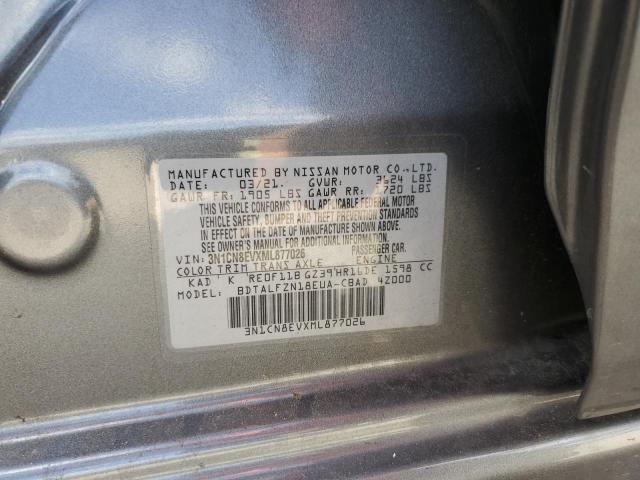 MANUFACTURED BY NISSAN MOTOR CO.,LTD.
DATE: 03/21. GVWR: 3624 LBS
GAWR FR: 1905 LBS GAWR RR: 1720 LBS
THIS VEHICLE CONFORMS TO ALL APPLICABLE FEDERAL MOTOR
VEHICLE SAFETY, BUMPER AND THEFT PREVENTION STANDARDS
IN EFFECT ON THE DATE OF MANUFACTURE SHOWN ABOVE.
SEE OWNER'S MANUAL FOR ADDITIONAL INFORMATION.
VIN: 3N1CN8EVXML877026 PASSENGER CAR.
COLOR TRIM TRANS AXLE ENGINE
KAD K RE0F11B GZ39 HR16DE 1598 CC
BDTALFZN18EUA-CBAD 4Z000
3N1CN8EVXML877026